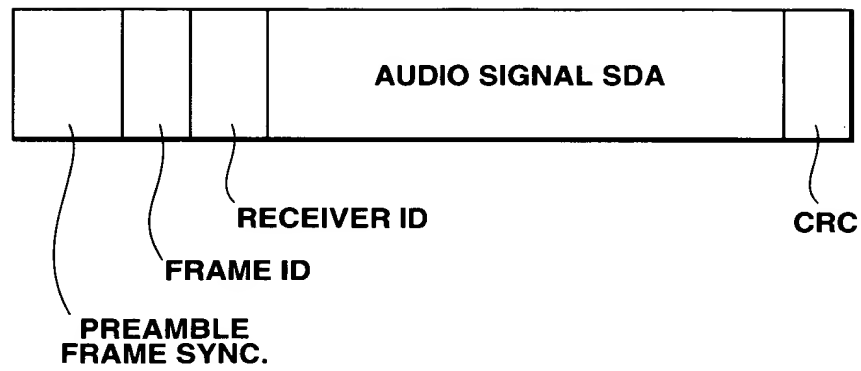 AUDIO SIGNAL SDA
RECEIVER ID
CRC
FRAME ID
PREAMBLE
FRAME SYNC.